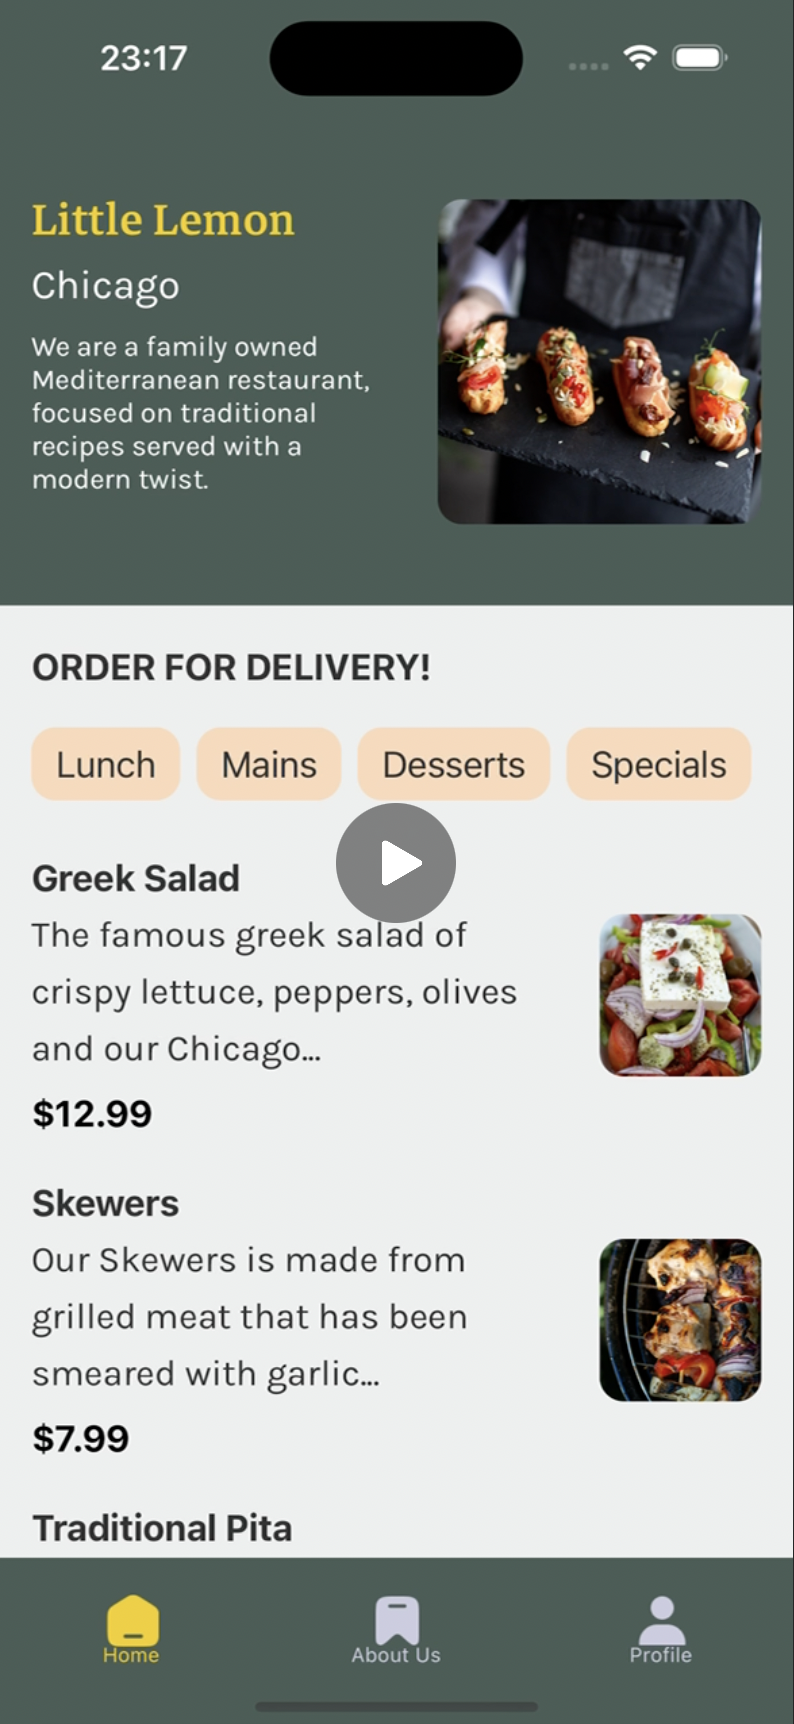 23:17
Little Lemon
Chicago
We are a family owned
Mediterranean restaurant,
focused on traditional
recipes served with a
modern twist.
ORDER FOR DELIVERY!
Lunch Mains Desserts Specials
Greek Salad
The famous greek salad of
crispy lettuce, peppers, olives
and our Chicago...
$12.99
Skewers
Our Skewers is made from
grilled meat that has been
smeared with garlic...
$7.99
Traditional Pita
Home About Us Profile